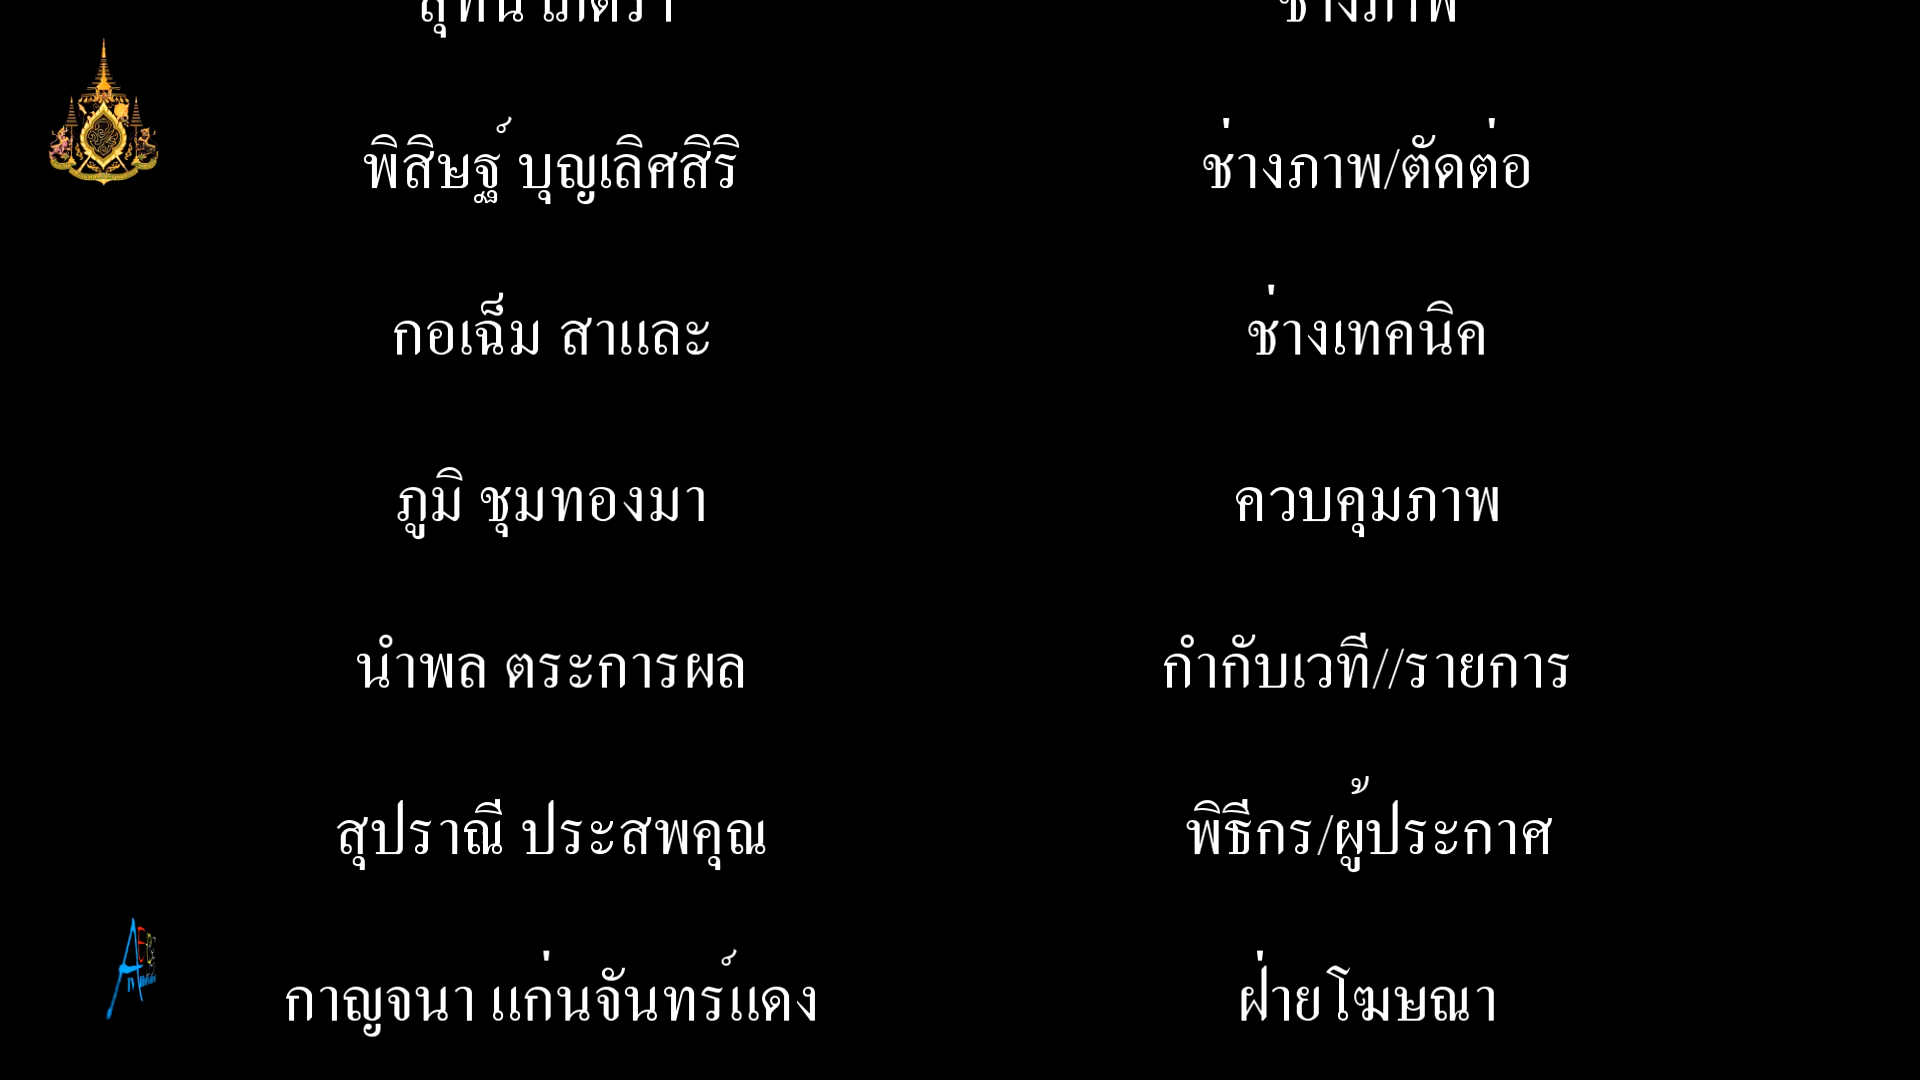 ช่างภาพ
พิสิษฐ์ บุญเลิศสิริ ช่างภาพ/ตัดต่อ
กอเฉ็ม สาและ ช่างเทคนิค
ภูมิ ชุมทองมา ควบคุมภาพ
นำพล ตระการผล กำกับเวที//รายการ
สุปราณี ประสพคุณ พิธีกร/ผู้ประกาศ
กาญจนา แก่นจันทร์แดง ฝ่ายโฆษณา